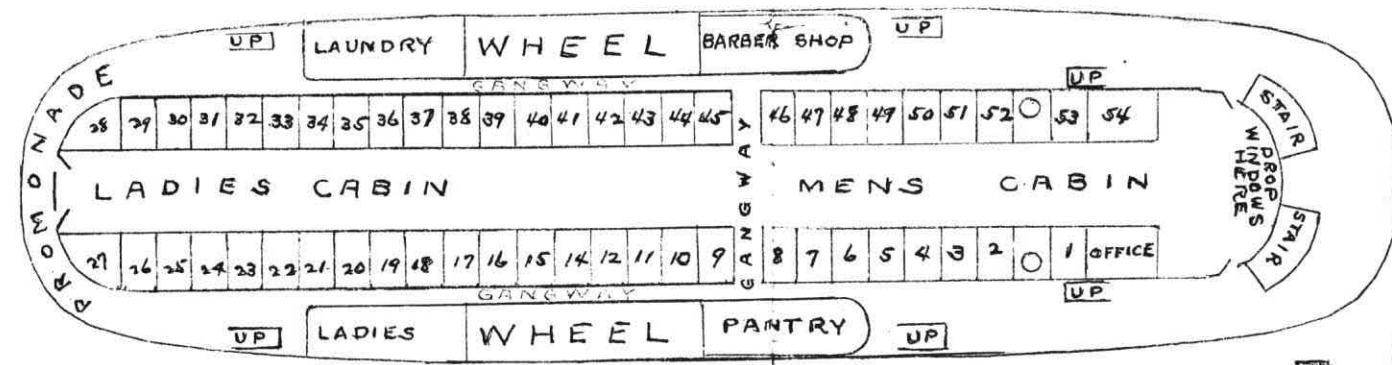 UP LAUNDRY WHEEL BARBER SHOP UP
GANGWAY UP
28 29 30 31 32 33 34 35 36 37 38 39 40 41 42 43 44 45 46 47 48 49 50 51 52 53 54
STAIR
PROMONADE
LADIES CABIN
GANGWAY
MENS CABIN
DROP WINDOWS HERE
STAIR
27 26 25 24 23 22 21 20 19 18 17 16 15 14 12 11 10 9 8 7 6 5 4 3 2 1 OFFICE
GANGWAY UP
UP LADIES WHEEL PANTRY UP